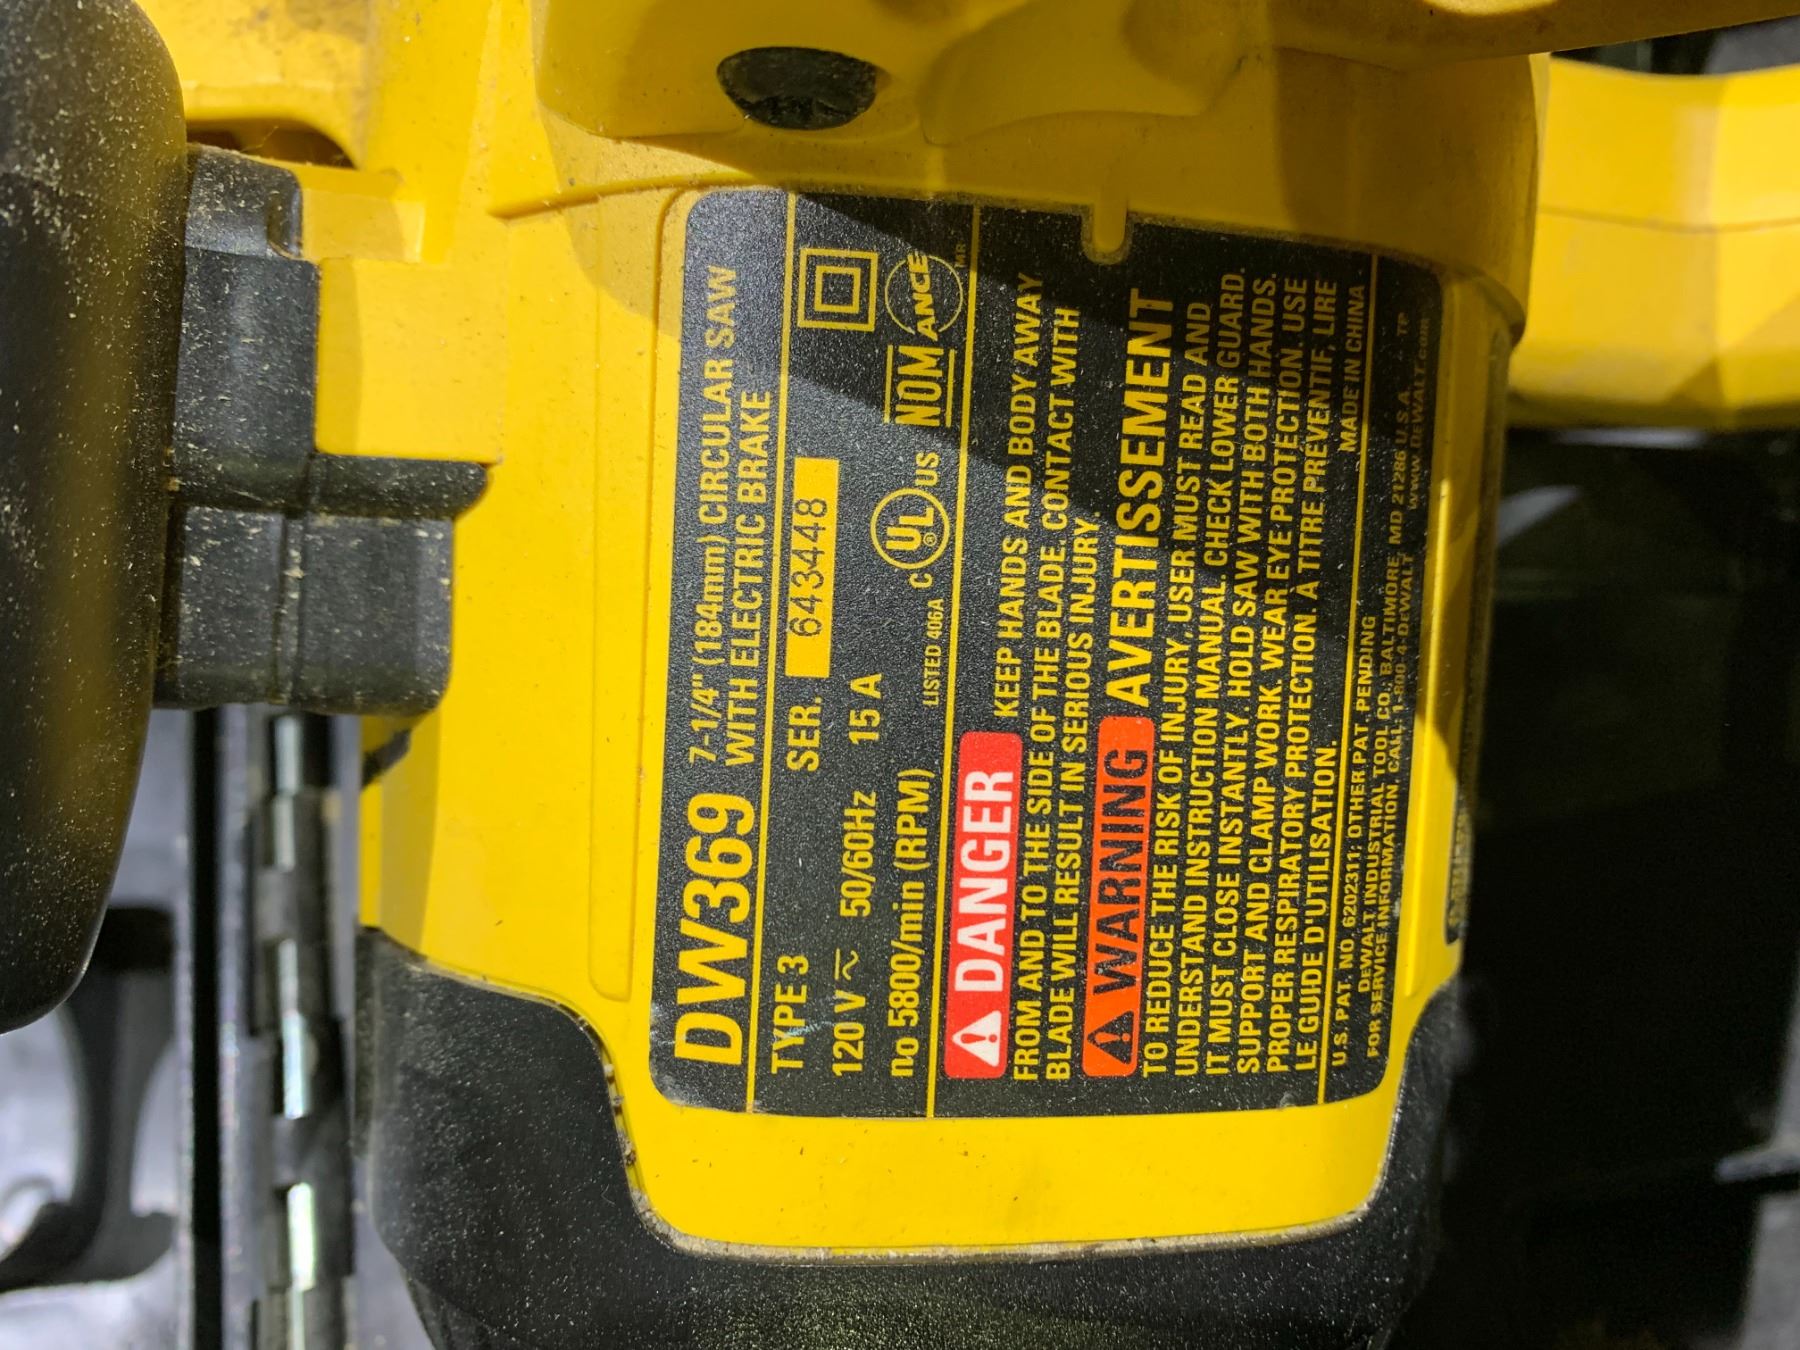 DW369 7-1/4" (184mm) CIRCULAR SAW
WITH ELECTRIC BRAKE
TYPE 3 SER. 643448
120 V 50/60Hz 15 A
no 5800/min (RPM)
LISTED 406A C UL ® US NOM ANCE MR
DANGER KEEP HANDS AND BODY AWAY
FROM AND TO THE SIDE OF THE BLADE. CONTACT WITH
BLADE WILL RESULT IN SERIOUS INJURY.
WARNING AVERTISSEMENT
TO REDUCE THE RISK OF INJURY, USER MUST READ AND
UNDERSTAND INSTRUCTION MANUAL. CHECK LOWER GUARD.
IT MUST CLOSE INSTANTLY. HOLD SAW WITH BOTH HANDS.
SUPPORT AND CLAMP WORK. WEAR EYE PROTECTION. USE
PROPER RESPIRATORY PROTECTION. À TITRE PRÉVENTIF, LIRE
LE GUIDE D'UTILISATION.
MADE IN CHINA
U.S. PAT. NO. 6202311; OTHER PAT. PENDING
DEWALT INDUSTRIAL TOOL CO., BALTIMORE, MD 21286 U.S.A. TP
FOR SERVICE INFORMATION, CALL 1-800-4-DEWALT www.DEWALT.com